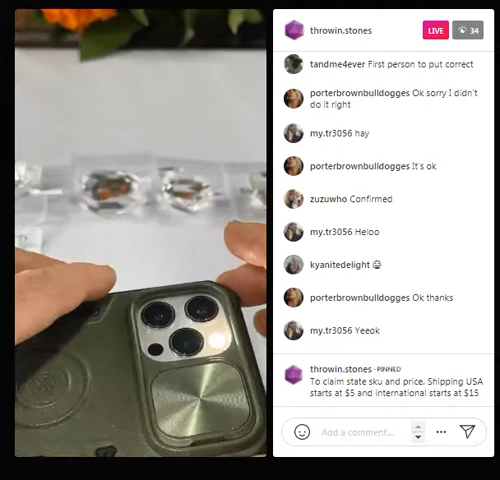 throwin.stones
LIVE
34
tandme4ever First person to put correct
porterbrownbulldogges Ok sorry I didn't
do it right
my.tr3056 hay
porterbrownbulldogges It's ok
zuzuwho Confirmed
my.tr3056 Heloo
kyanitedelight 😂
porterbrownbulldogges Ok thanks
my.tr3056 Yeeok
throwin.stones · PINNED
To claim state sku and price. Shipping USA
starts at $5 and international starts at $15
Add a comment...